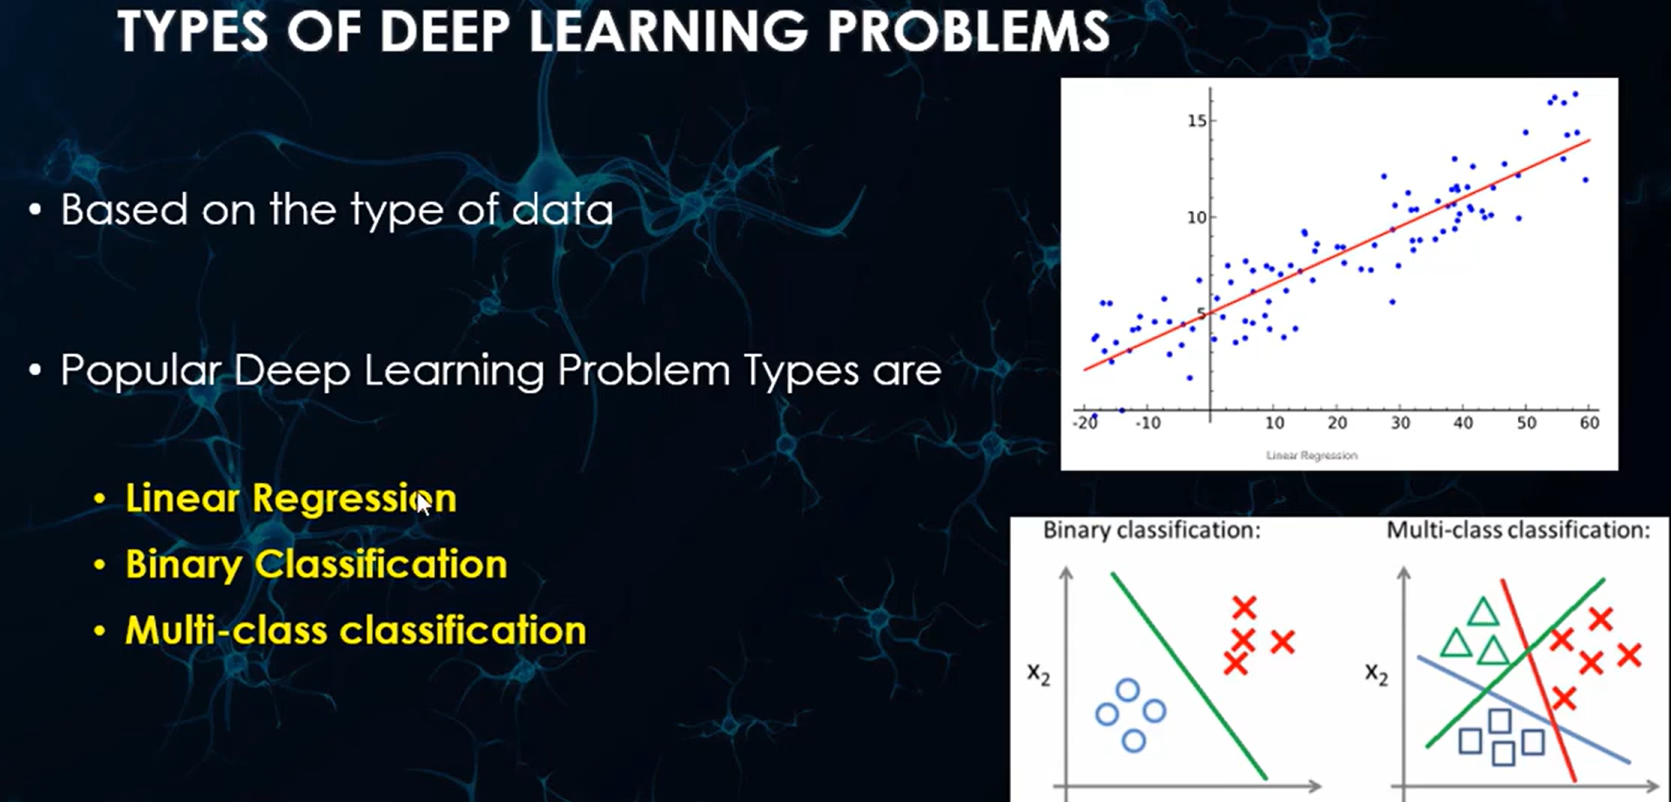 TYPES OF DEEP LEARNING PROBLEMS
• Based on the type of data
• Popular Deep Learning Problem Types are
• Linear Regression
• Binary Classification
• Multi-class classification
15
10
5
-20 -10 10 20 30 40 50 60
Linear Regression
Binary classification:
Multi-class classification:
x₂
x₂